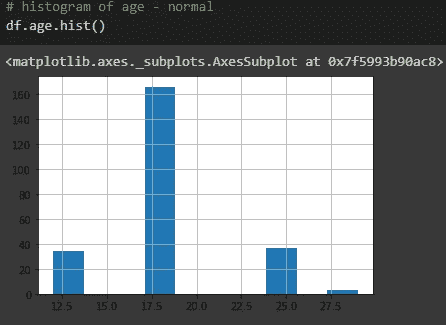 # histogram of age - normal
df.age.hist()
<matplotlib.axes._subplots.AxesSubplot at 0x7f5993b90ac8>
160
140
120
100
80
60
40
20
0
12.5 15.0 17.5 20.0 22.5 25.0 27.5